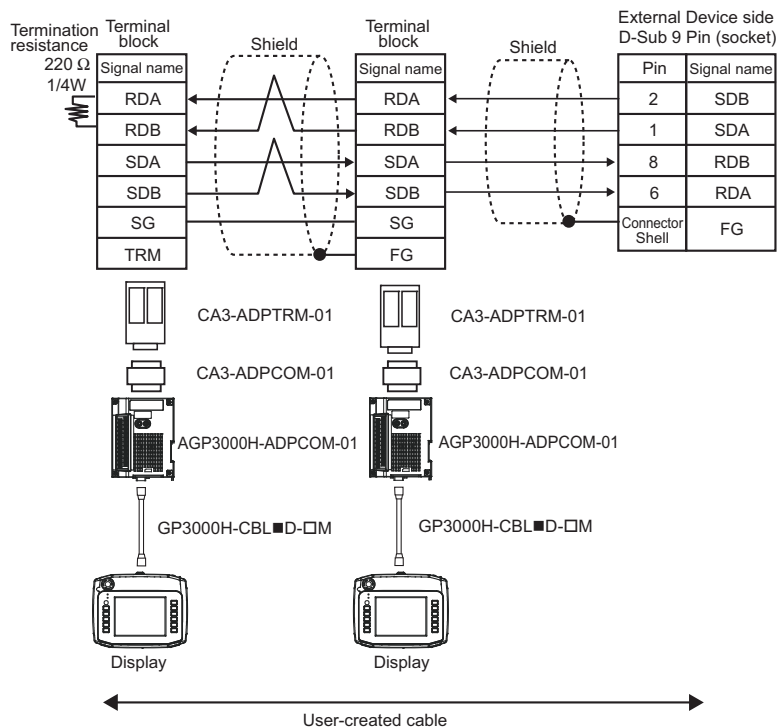 Termination
resistance
220 Ω
1/4W
Terminal
block
Signal name
RDA
RDB
SDA
SDB
SG
TRM
Shield
Terminal
block
Signal name
RDA
RDB
SDA
SDB
SG
FG
Shield
External Device side
D-Sub 9 Pin (socket)
Pin Signal name
2 SDB
1 SDA
8 RDB
6 RDA
Connector
Shell
FG
CA3-ADPTRM-01
CA3-ADPTRM-01
CA3-ADPCOM-01
CA3-ADPCOM-01
AGP3000H-ADPCOM-01
AGP3000H-ADPCOM-01
GP3000H-CBL■D-□M
GP3000H-CBL■D-□M
Display
Display
User-created cable